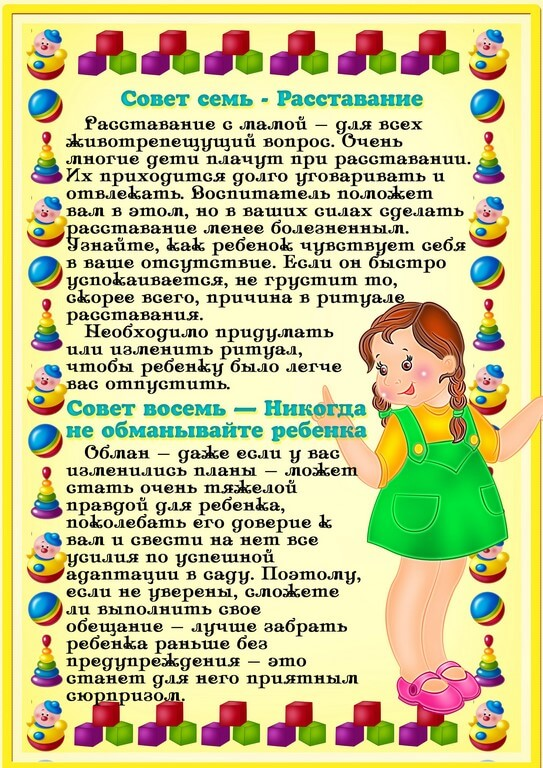 Совет семь - Расставание
Расставание с мамой – для всех
животрепещущий вопрос. Очень
многие дети плачут при расставании.
Их приходится долго уговаривать и
отвлекать. Воспитатель поможет
вам в этом, но в ваших силах сделать
расставание менее болезненным.
Узнайте, как ребенок чувствует себя
в ваше отсутствие. Если он быстро
успокаивается, не грустит то,
скорее всего, причина в ритуале
расставания.
Необходимо придумать
или изменить ритуал,
чтобы ребенку было легче
вас отпустить.
Совет восемь — Никогда
не обманывайте ребенка
Обман – даже если у вас
изменились планы – может
стать очень тяжелой
правдой для ребенка,
поколебать его доверие к
вам и свести на нет все
усилия по успешной
адаптации в саду. Поэтому,
если не уверены, сможете
ли выполнить свое
обещание – лучше забрать
ребенка раньше без
предупреждения – это
станет для него приятным
сюрпризом.